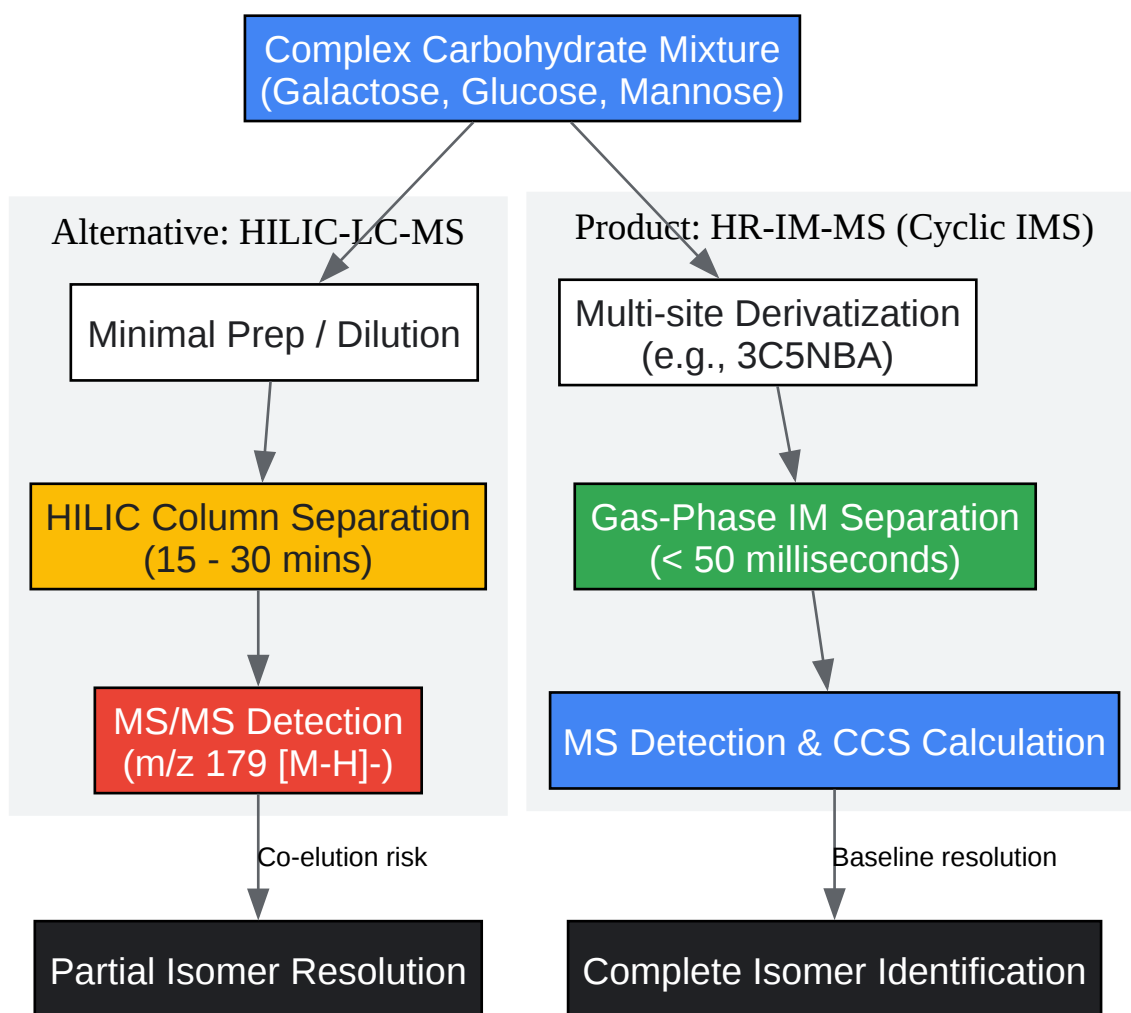 Complex Carbohydrate Mixture
(Galactose, Glucose, Mannose)
Alternative: HILIC-LC-MS
Minimal Prep / Dilution
HILIC Column Separation
(15 - 30 mins)
MS/MS Detection
(m/z 179 [M-H]-)
Co-elution risk
Partial Isomer Resolution
Product: HR-IM-MS (Cyclic IMS)
Multi-site Derivatization
(e.g., 3C5NBA)
Gas-Phase IM Separation
(< 50 milliseconds)
MS Detection & CCS Calculation
Baseline resolution
Complete Isomer Identification